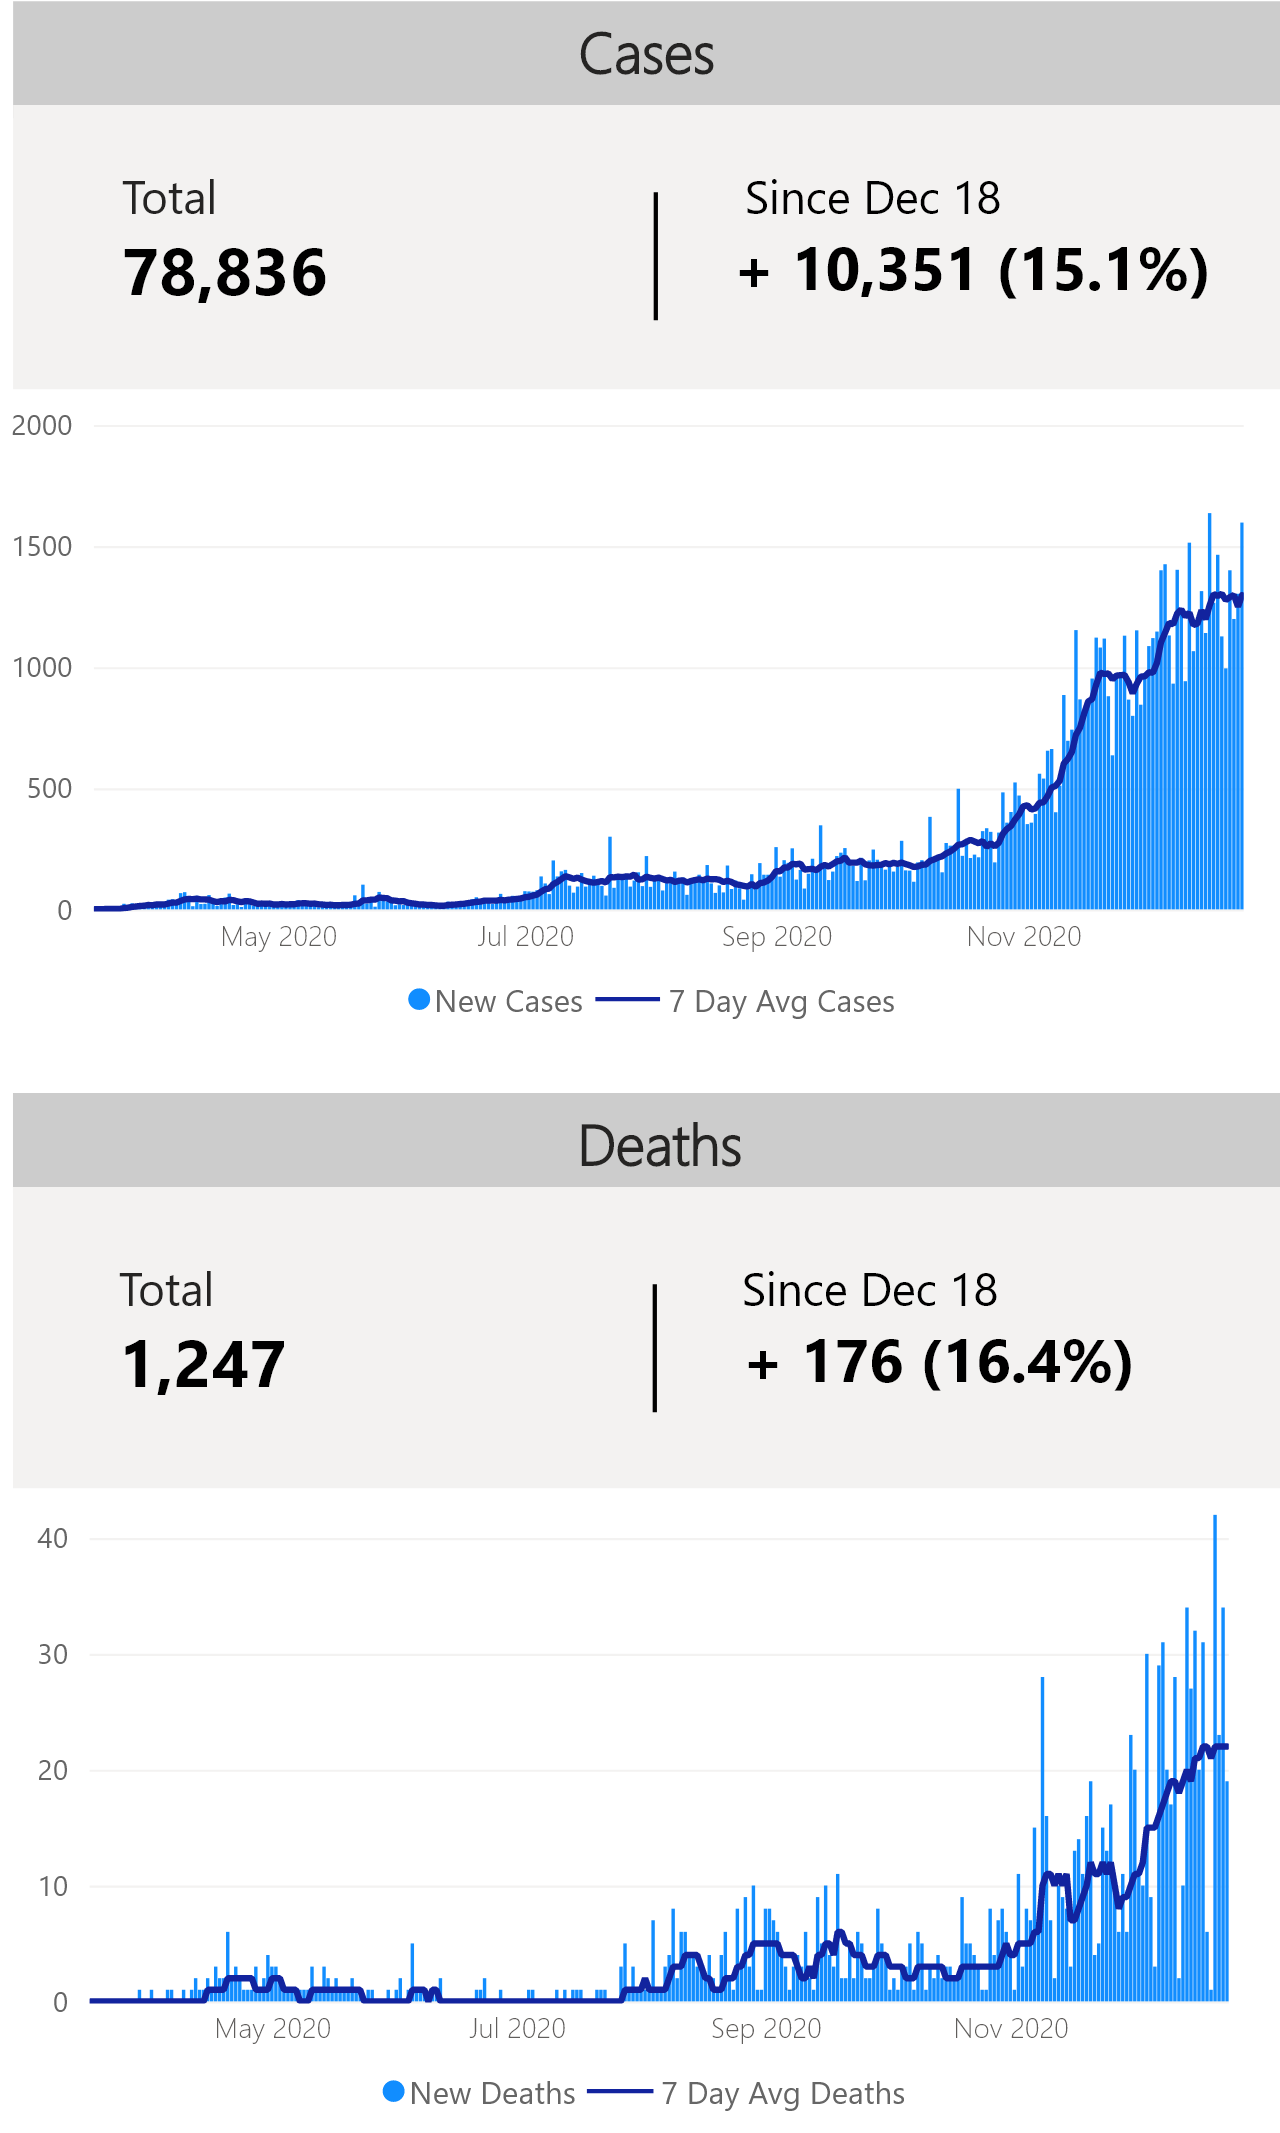 Cases
Total
78,836
Since Dec 18
+ 10,351 (15.1%)
2000
1500
1000
500
0
May 2020
Jul 2020
Sep 2020
Nov 2020
New Cases
7 Day Avg Cases
Deaths
Total
1,247
Since Dec 18
+ 176 (16.4%)
40
30
20
10
0
May 2020
Jul 2020
Sep 2020
Nov 2020
New Deaths
7 Day Avg Deaths